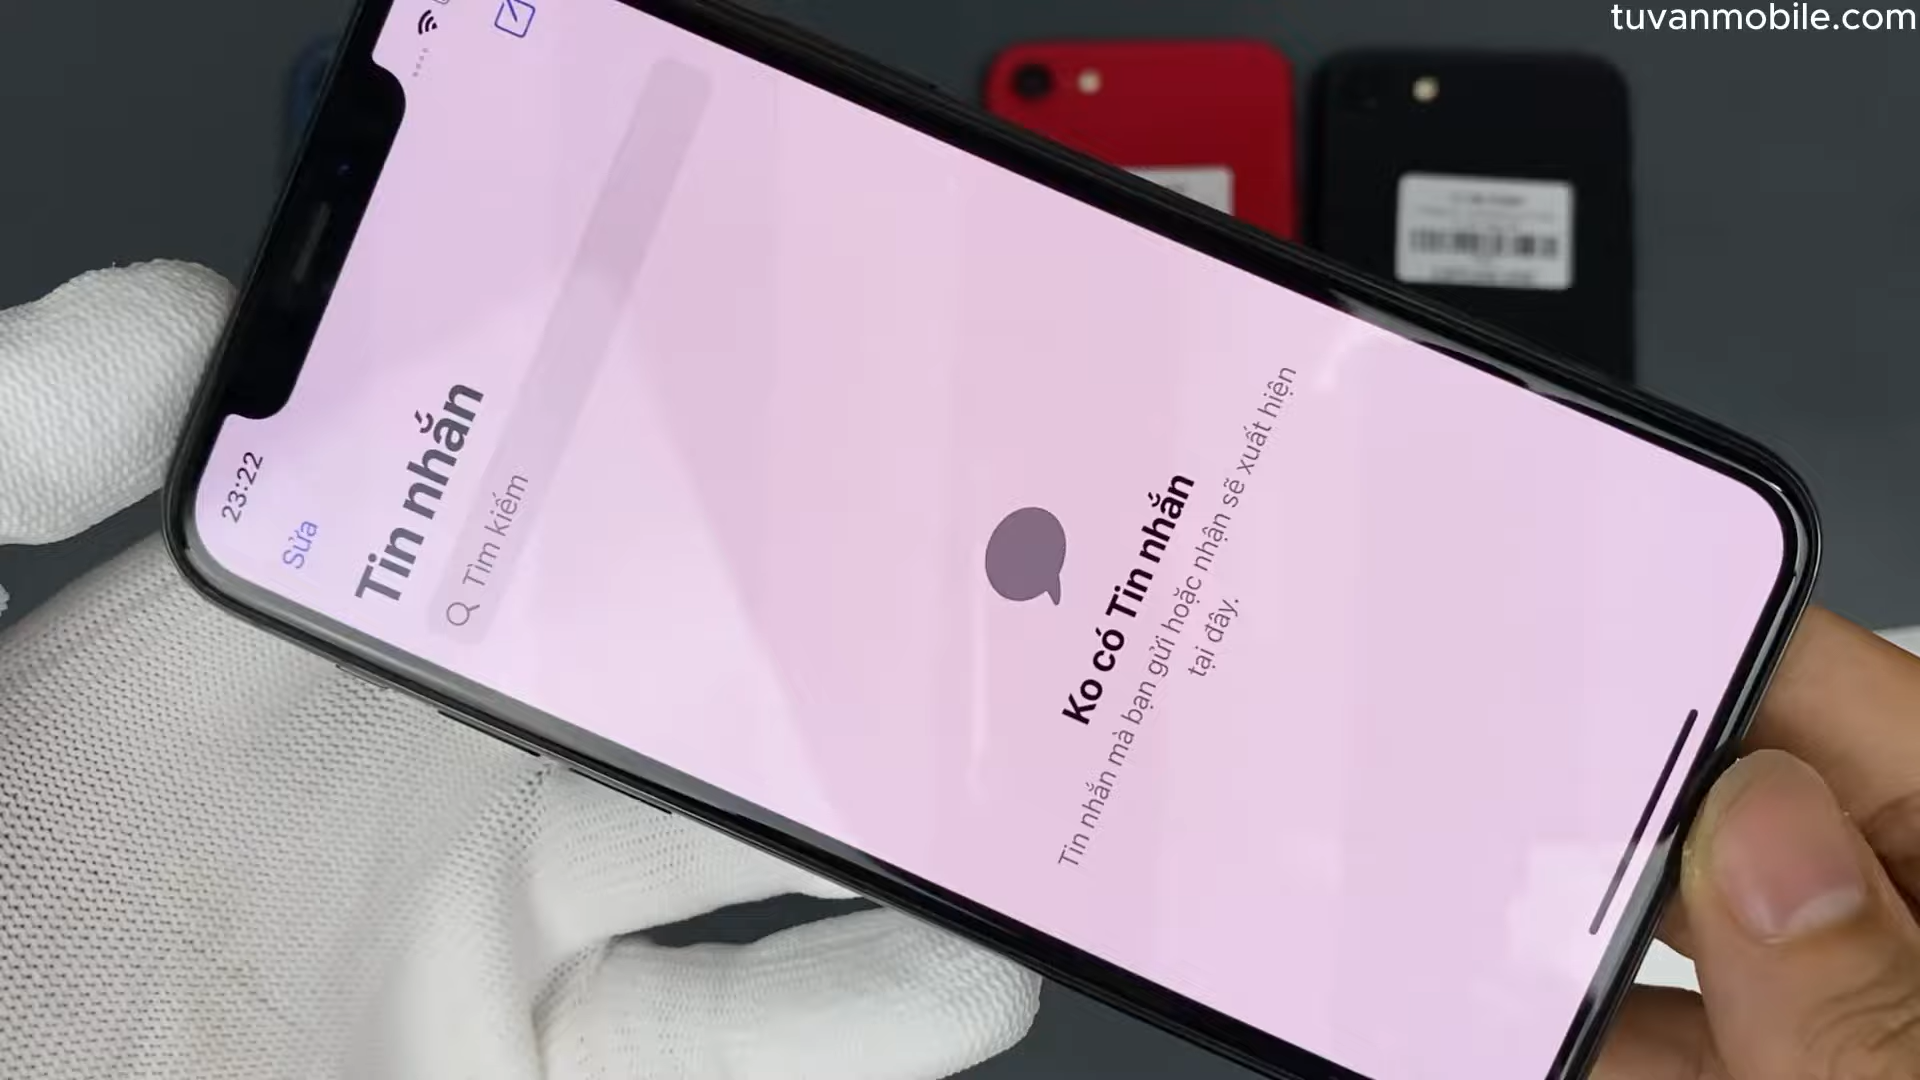 tuvanmobile.com
23:22
Sửa
Tin nhắn
Tìm kiếm
Ko có Tin nhắn
Tin nhắn mà bạn gửi hoặc nhận sẽ xuất hiện
tại đây.